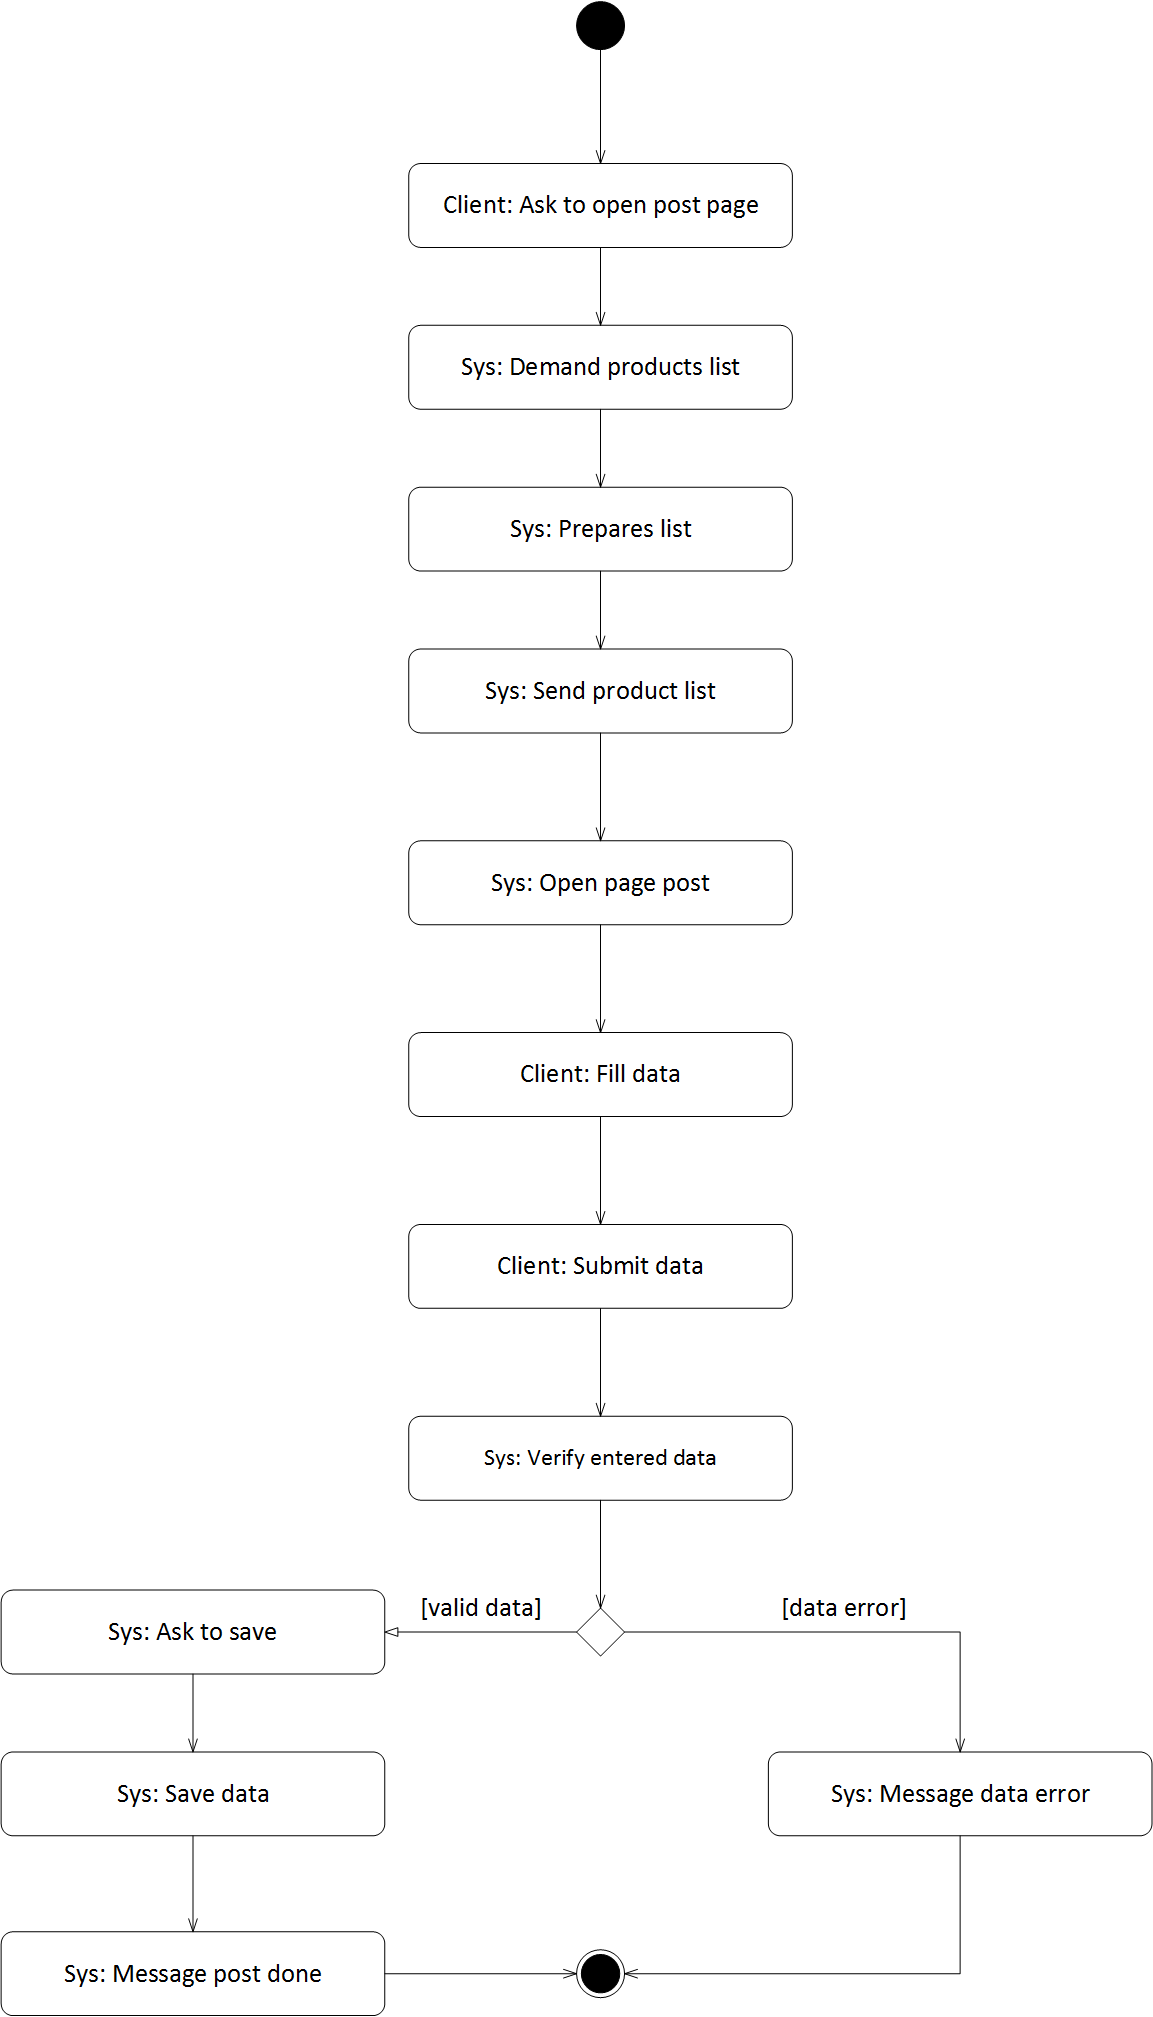 Client: Ask to open post page
Sys: Demand products list
Sys: Prepares list
Sys: Send product list
Sys: Open page post
Client: Fill data
Client: Submit data
Sys: Verify entered data
[valid data]
[data error]
Sys: Ask to save
Sys: Save data
Sys: Message data error
Sys: Message post done